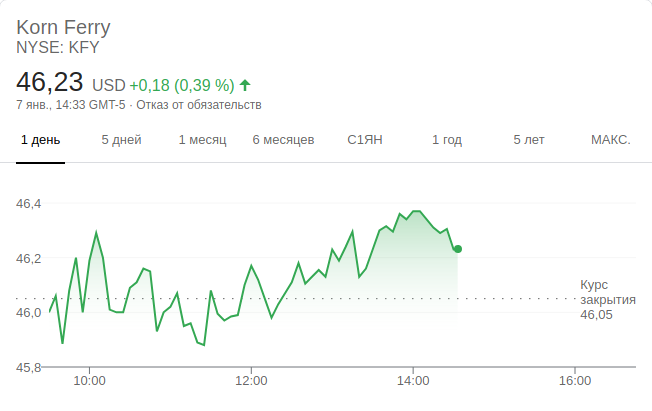 Korn Ferry
NYSE: KFY
46,23 USD +0,18 (0,39 %)
7 янв., 14:33 GMT-5 · Отказ от обязательств
1 день 5 дней 1 месяц 6 месяцев С1ЯН 1 год 5 лет МАКС.
46,4
46,2
Курс
закрытия
46,0
46,05
45,8
10:00 12:00 14:00 16:00